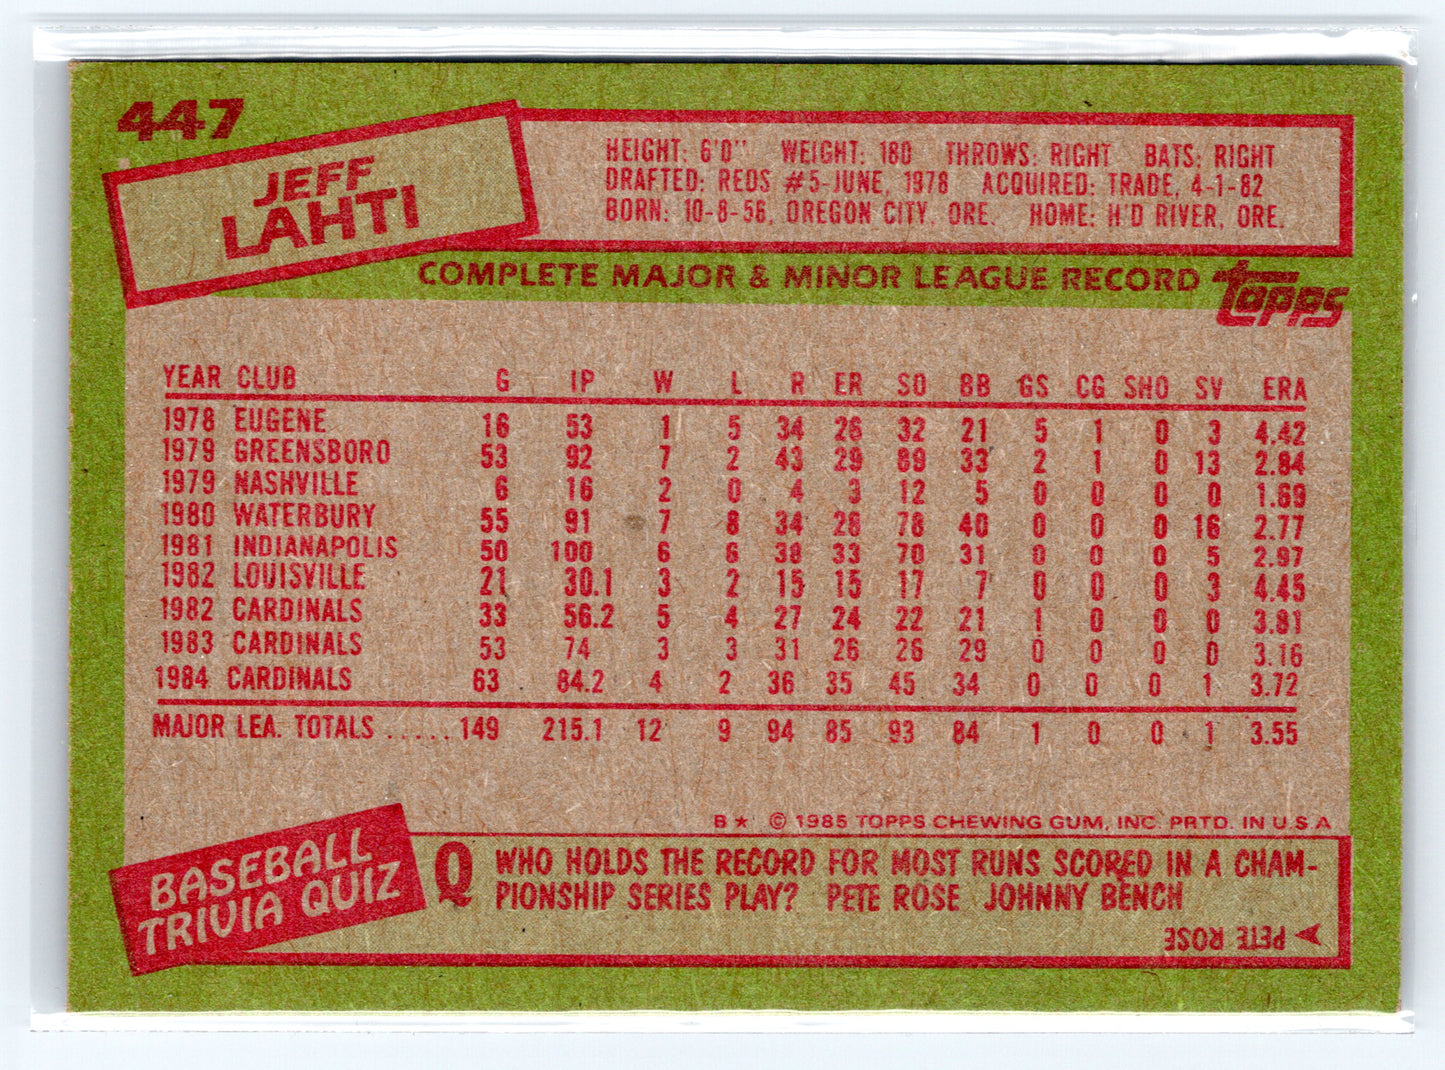 447
JEFF
LAHTI
HEIGHT: 6'0" WEIGHT: 180 THROWS: RIGHT BATS: RIGHT
DRAFTED: REDS #5-JUNE, 1978 ACQUIRED: TRADE, 4-1-82
BORN: 10-8-56, OREGON CITY, ORE. HOME: H'D RIVER, ORE.
COMPLETE MAJOR & MINOR LEAGUE RECORD topps
YEAR CLUB G IP W L R ER SO BB GS CG SHO SV ERA
1978 EUGENE 16 53 1 5 34 26 32 21 5 1 0 3 4.42
1979 GREENSBORO 53 92 7 2 43 29 89 33 2 1 0 13 2.84
1979 NASHVILLE 6 16 2 0 4 3 12 5 0 0 0 0 1.69
1980 WATERBURY 55 91 7 8 34 28 78 40 0 0 0 16 2.77
1981 INDIANAPOLIS 50 100 6 6 38 33 70 31 0 0 0 5 2.97
1982 LOUISVILLE 21 30.1 3 2 15 15 17 7 0 0 0 3 4.45
1982 CARDINALS 33 56.2 5 4 27 24 22 21 1 0 0 0 3.81
1983 CARDINALS 53 74 3 3 31 26 26 29 0 0 0 0 3.16
1984 CARDINALS 63 84.2 4 2 36 35 45 34 0 0 0 1 3.72
MAJOR LEA. TOTALS ..... 149 215.1 12 9 94 85 93 84 1 0 0 1 3.55
B★ © 1985 TOPPS CHEWING GUM, INC. PRTD. IN U.S.A
BASEBALL
TRIVIA QUIZ
Q WHO HOLDS THE RECORD FOR MOST RUNS SCORED IN A CHAM-
PIONSHIP SERIES PLAY? PETE ROSE JOHNNY BENCH
PETE ROSE